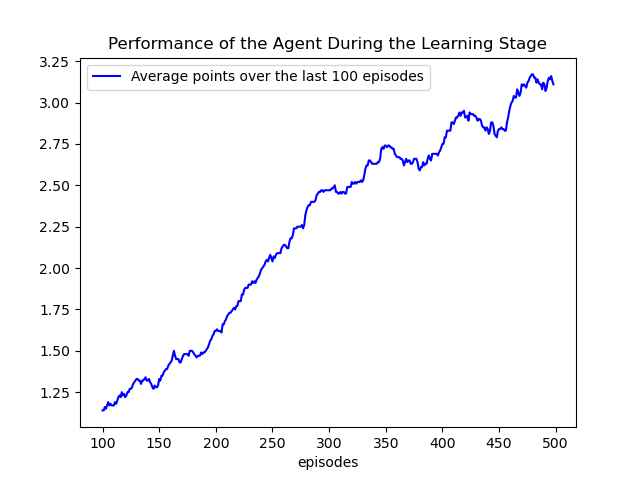 Performance of the Agent During the Learning Stage
Average points over the last 100 episodes
3.25
3.00
2.75
2.50
2.25
2.00
1.75
1.50
1.25
100 150 200 250 300 350 400 450 500
episodes